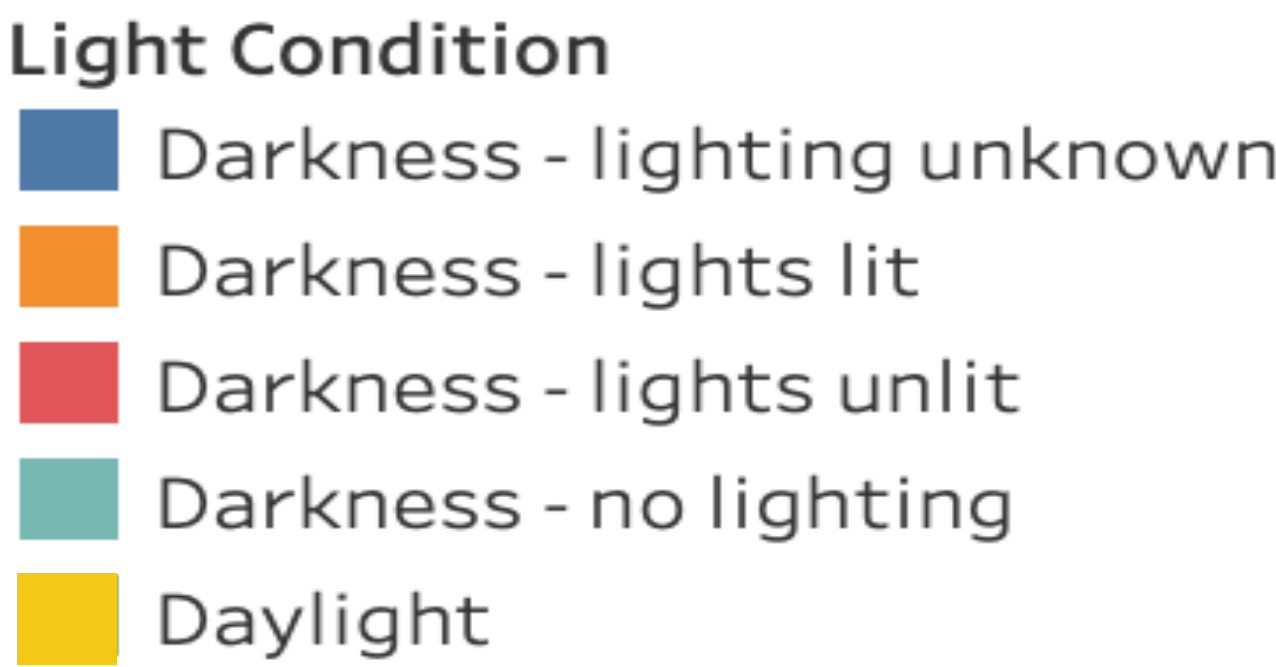 Light Condition
Darkness - lighting unknown
Darkness - lights lit
Darkness - lights unlit
Darkness - no lighting
Daylight